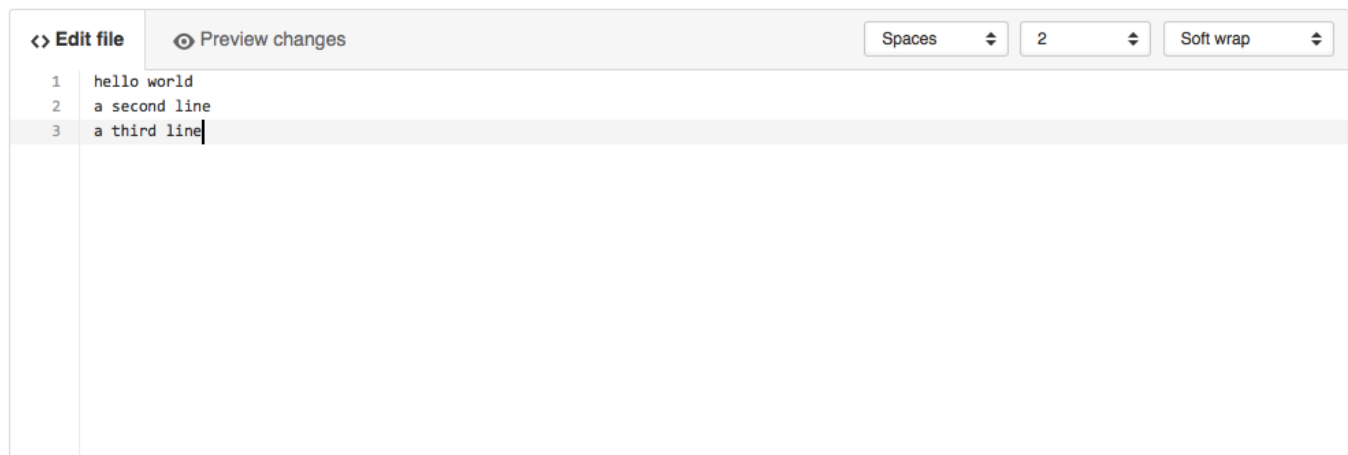 Edit file Preview changes Spaces 2 Soft wrap
1 hello world
2 a second line
3 a third line